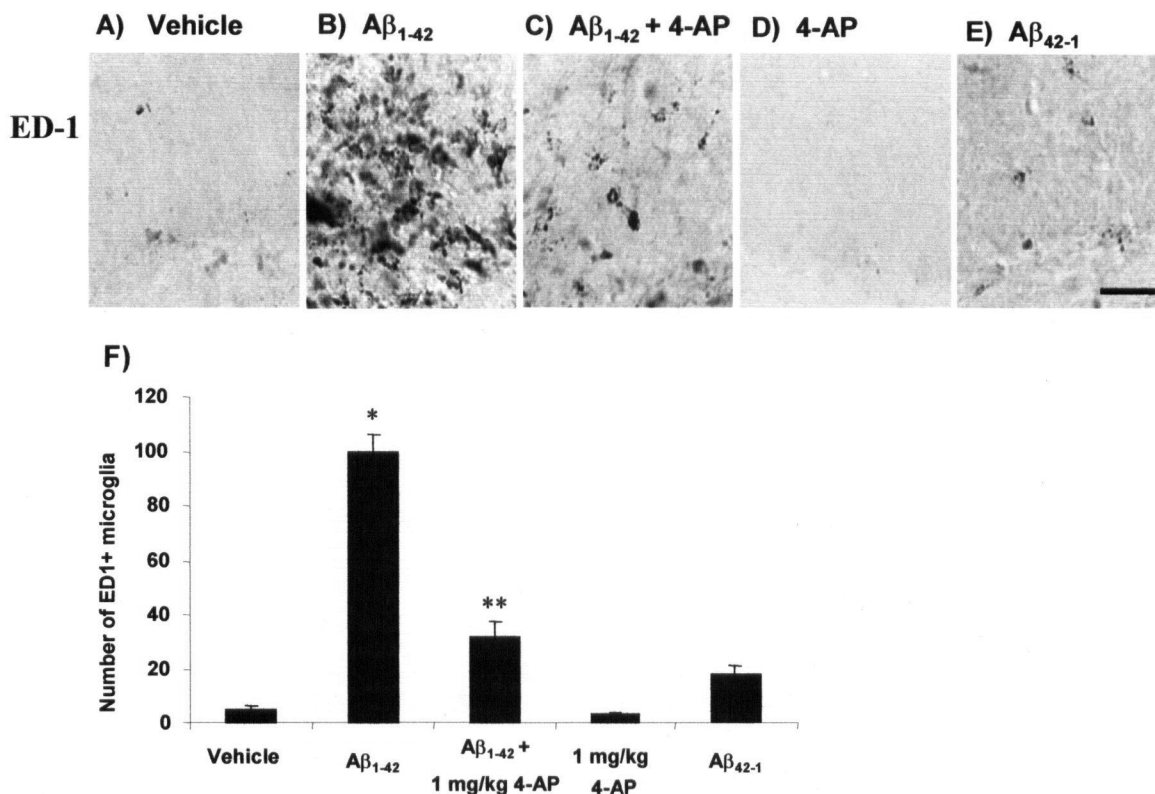 A) Vehicle B) Aβ1-42 C) Aβ1-42 + 4-AP D) 4-AP E) Aβ42-1
ED-1
F)
120
100
80
60
40
20
0
Number of ED1+ microglia
*
**
Vehicle Aβ1-42 Aβ1-42 + 1 mg/kg Aβ42-1
1 mg/kg 4-AP 4-AP